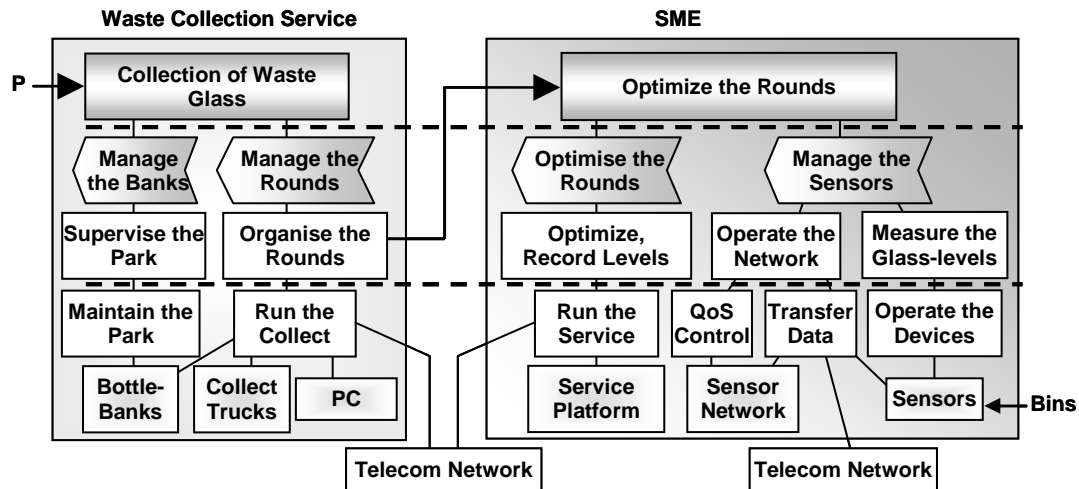 Waste Collection Service
SME
P
Collection of Waste
Glass
Optimize the Rounds
Manage
the Banks
Manage the
Rounds
Optimise the
Rounds
Manage the
Sensors
Supervise the
Park
Organise the
Rounds
Optimize,
Record Levels
Operate the
Network
Measure the
Glass-levels
Maintain the
Park
Run the
Collect
Run the
Service
QoS
Control
Transfer
Data
Operate the
Devices
Bottle-
Banks
Collect
Trucks
PC
Service
Platform
Sensor
Network
Sensors
Bins
Telecom Network
Telecom Network